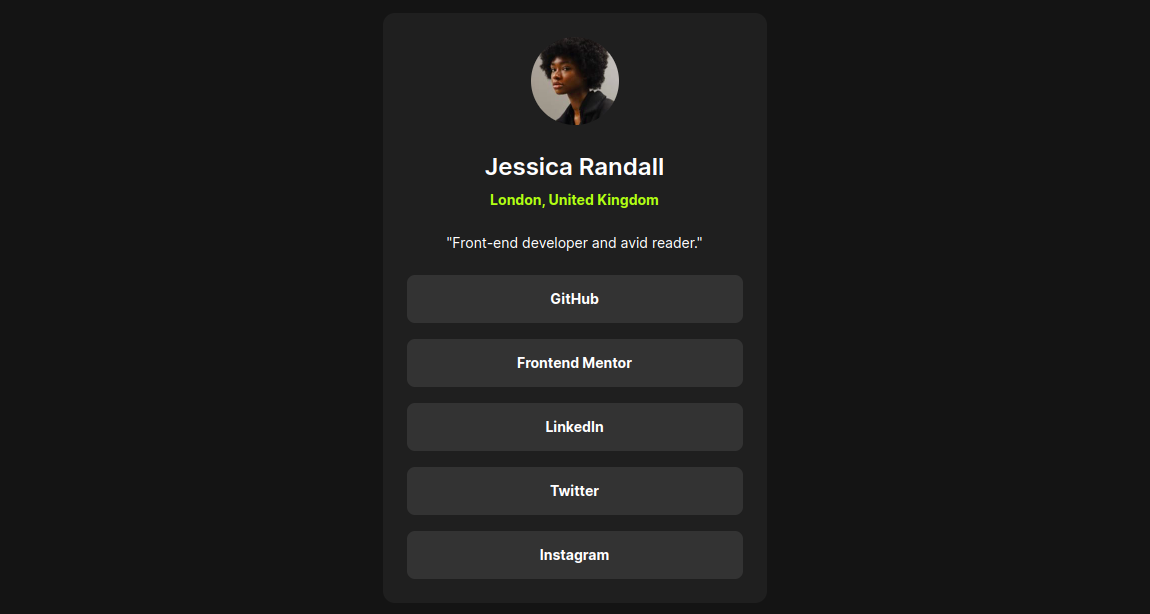 Jessica Randall
London, United Kingdom
"Front-end developer and avid reader."
GitHub
Frontend Mentor
LinkedIn
Twitter
Instagram